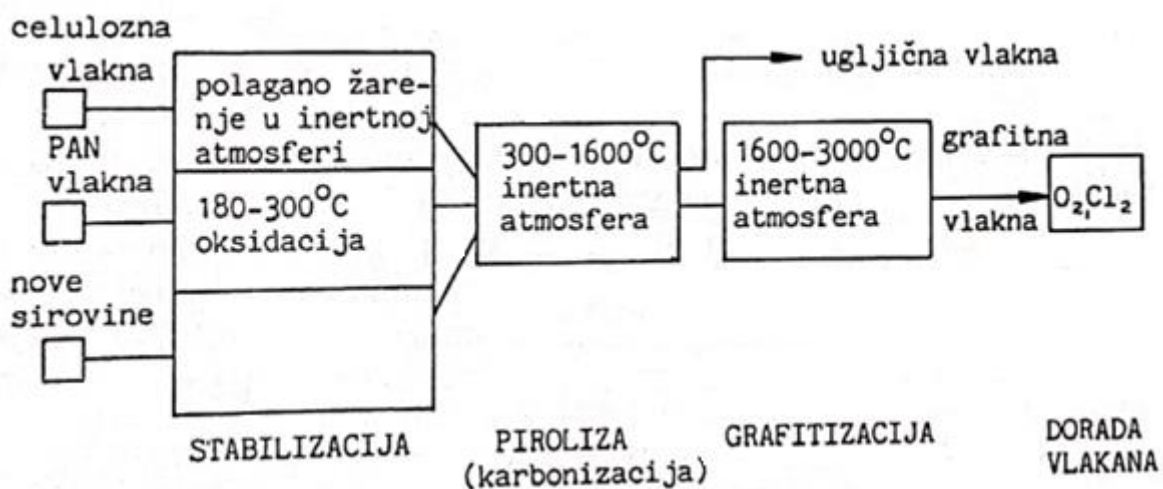 celulozna
vlakna
PAN
vlakna
nove
sirovine
polagano žare-
nje u inertnoj
atmosferi
180-300°C
oksidacija
STABILIZACIJA
300-1600°C
inertna
atmosfera
PIROLIZA
(karbonizacija)
ugljična vlakna
1600-3000°C
inertna
atmosfera
GRAFITIZACIJA
grafitna
vlakna
O₂,Cl₂
DORADA
VLAKANA